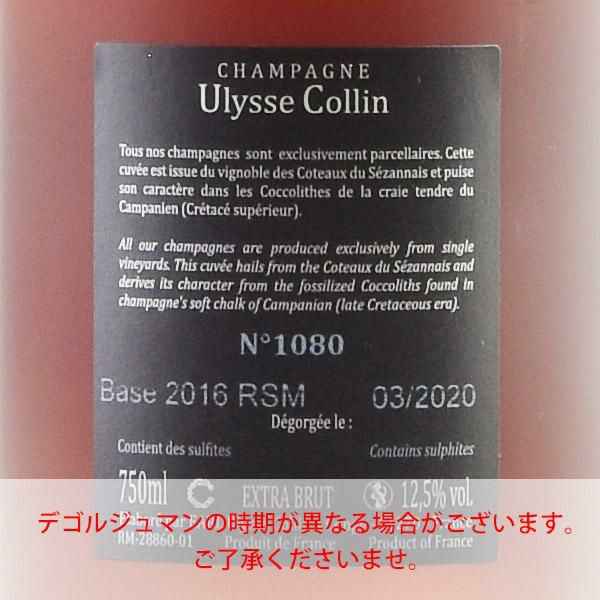 CHAMPAGNE
Ulysse Collin
Tous nos champagnes sont exclusivement parcellaires. Cette
cuvée est issue du vignoble des Coteaux du Sézannais et puise
son caractère dans les Coccolithes de la craie tendre du
Campanien (Crétacé supérieur).
All our champagnes are produced exclusively from single
vineyards. This cuvée hails from the Coteaux du Sézannais and
derives its character from the fossilized Coccoliths found in
champagne's soft chalk of Campanian (late Cretaceous era).
N°1080
Base 2016 RSM 03/2020
Dégorgée le :
Contient des sulfites Contains sulphites
750ml EXTRA BRUT 12,5% vol.
デゴルジュマンの時期が異なる場合がございます。
RM-28860-01 Produit de France Product of France
ご了承くださいませ。